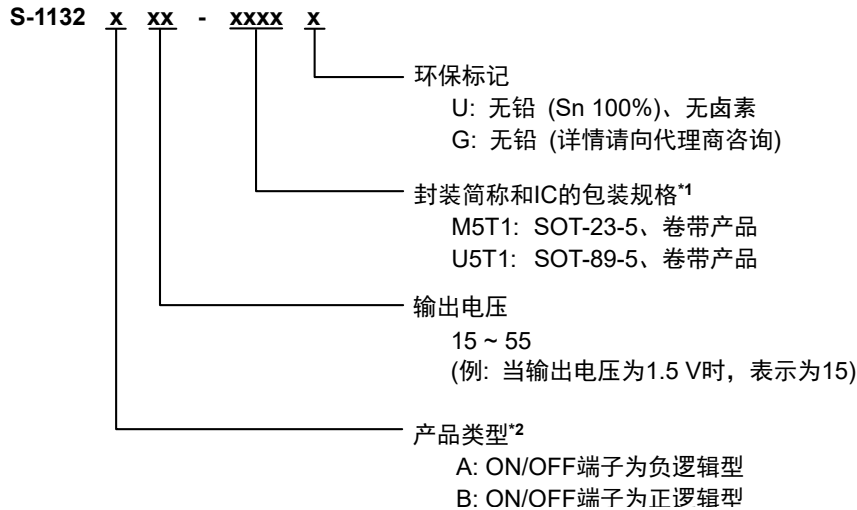 S-1132 x xx - xxxx x
环保标记
U: 无铅 (Sn 100%)、无卤素
G: 无铅 (详情请向代理商咨询)
封装简称和IC的包装规格*1
M5T1: SOT-23-5、卷带产品
U5T1: SOT-89-5、卷带产品
输出电压
15 ~ 55
(例: 当输出电压为1.5 V时，表示为15)
产品类型*2
A: ON/OFF端子为负逻辑型
B: ON/OFF端子为正逻辑型